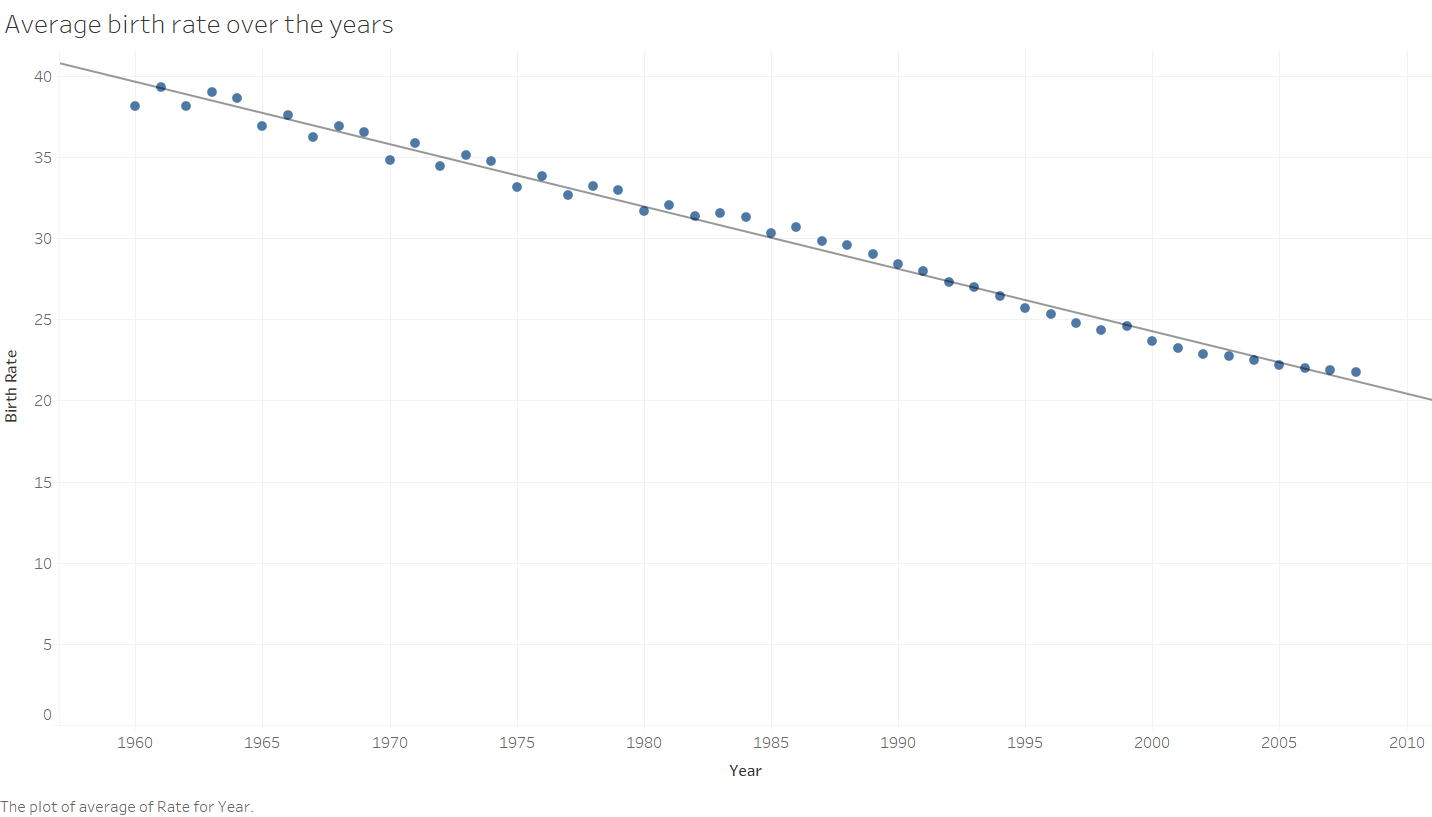 Average birth rate over the years
40
35
30
25
20
15
10
5
0
Birth Rate
1960 1965 1970 1975 1980 1985 1990 1995 2000 2005 2010
Year
The plot of average of Rate for Year.